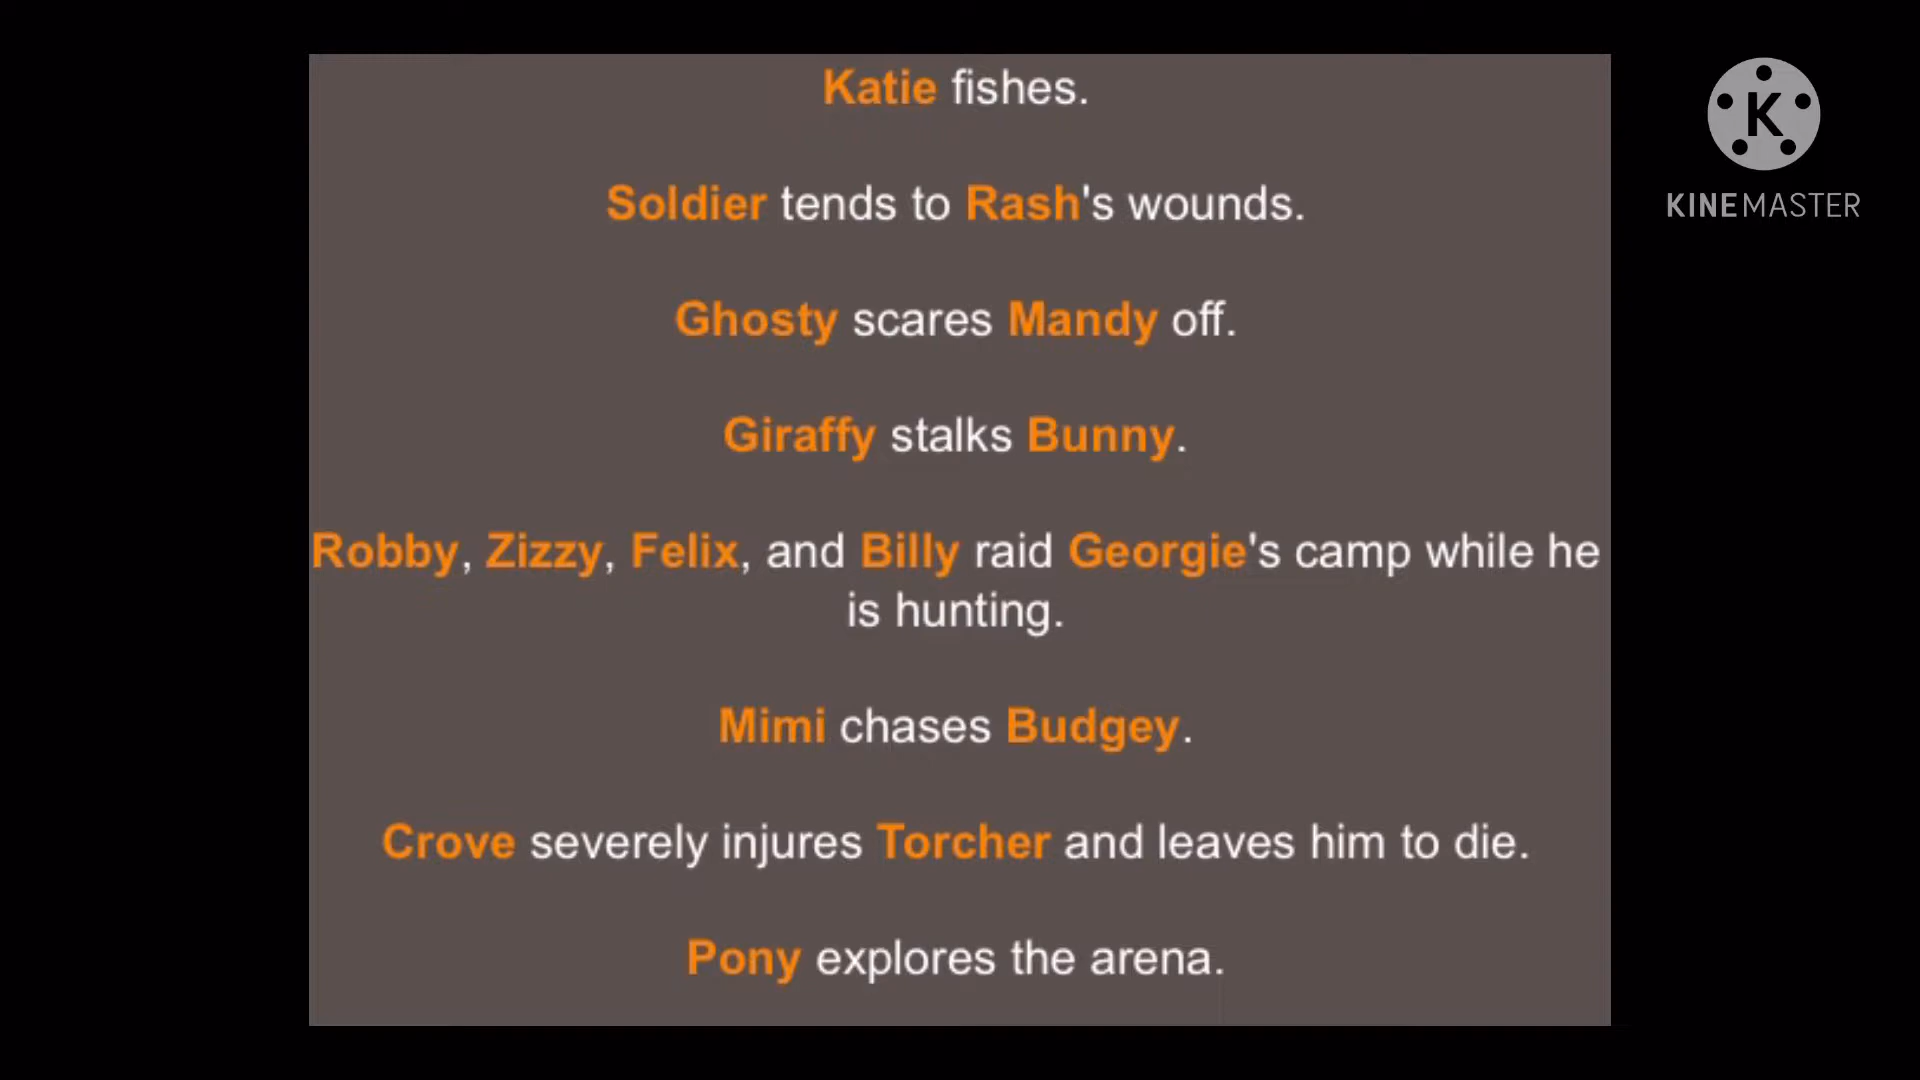 Katie fishes.
K
KINEMASTER
Soldier tends to Rash's wounds.
Ghosty scares Mandy off.
Giraffy stalks Bunny.
Robby, Zizzy, Felix, and Billy raid Georgie's camp while he
is hunting.
Mimi chases Budgey.
Crove severely injures Torcher and leaves him to die.
Pony explores the arena.